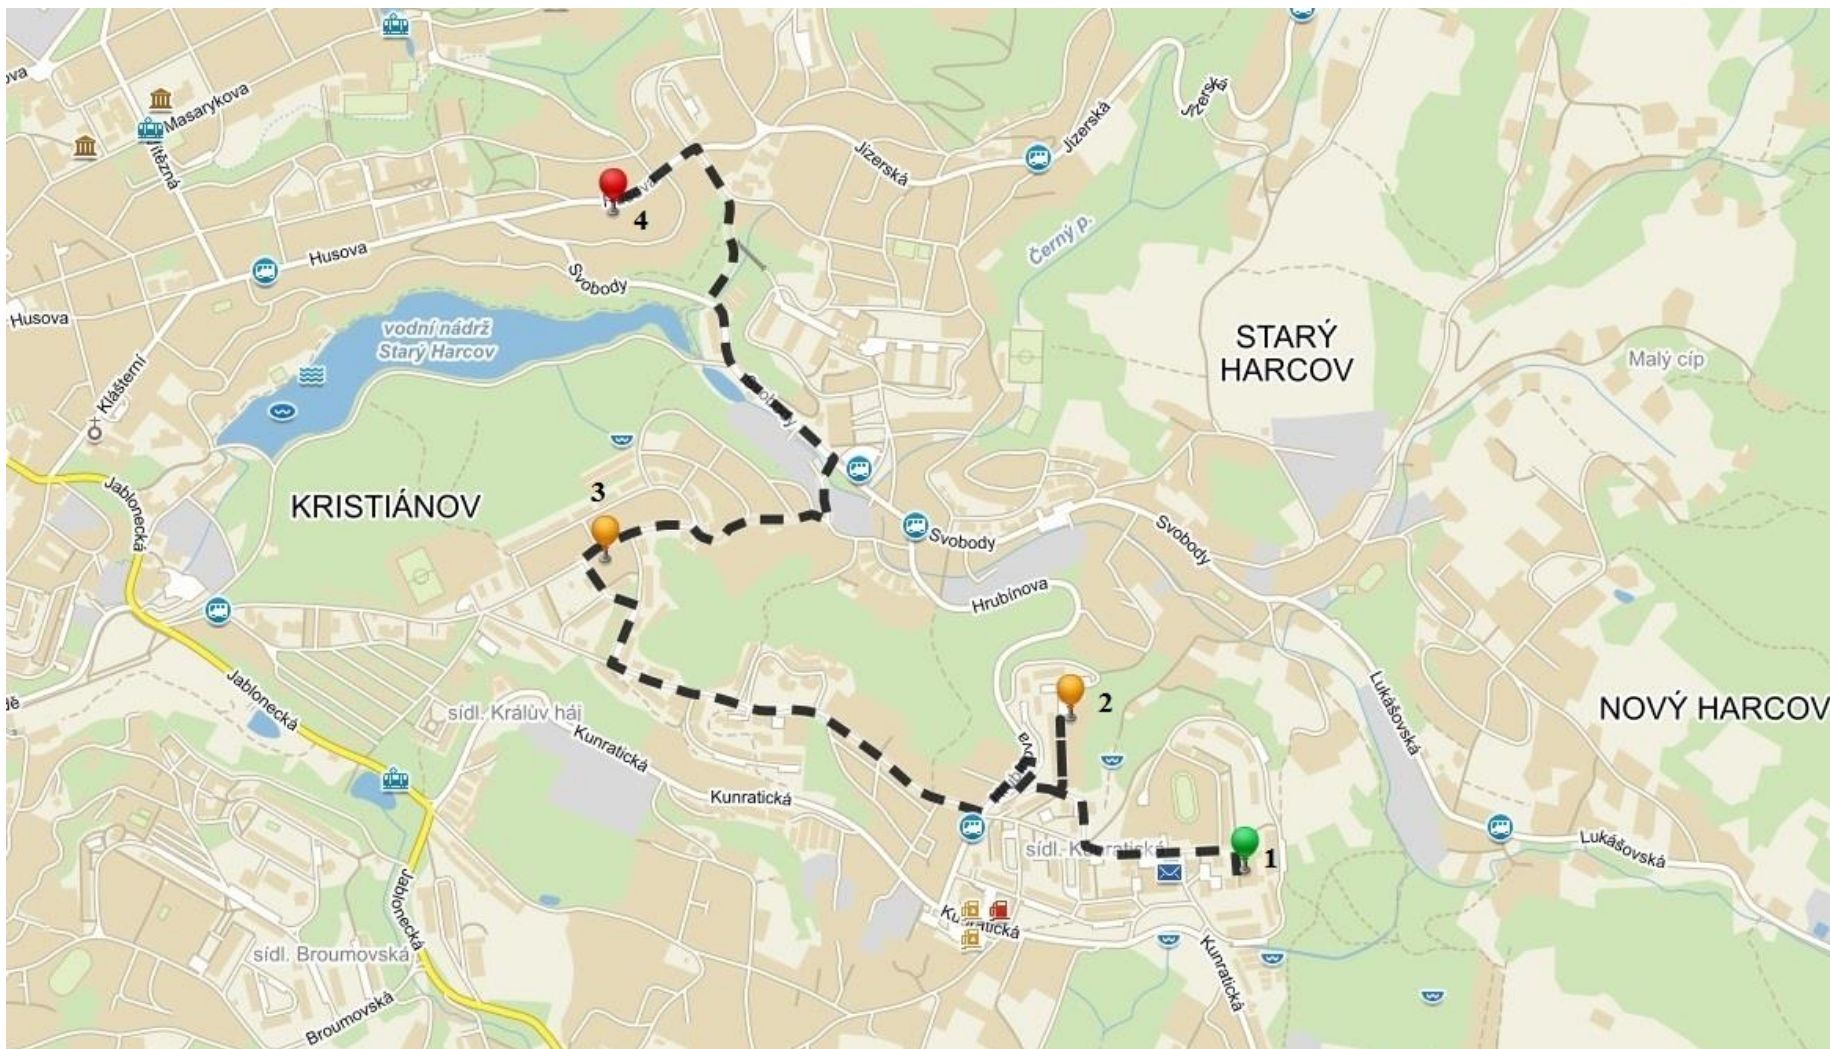 Masarykova
Jizerská
Jizerská
Jizerská
4
Husova
Svobody
Černý p.
Husova
vodní nádrž
Starý Harcov
STARÝ
HARCOV
Malý cíp
Klášterní
3
Jablonecká
KRISTIÁNOV
Svobody
Svobody
Hrubínova
Jablonecká
sídl. Králův háj
2
Lukášovská
NOVÝ HARCOV
Kunratická
Kunratická
sídl. Kunratická
1
Lukášovská
Jablonecká
Kunratická
Kunratická
sídl. Broumovská
Broumovská